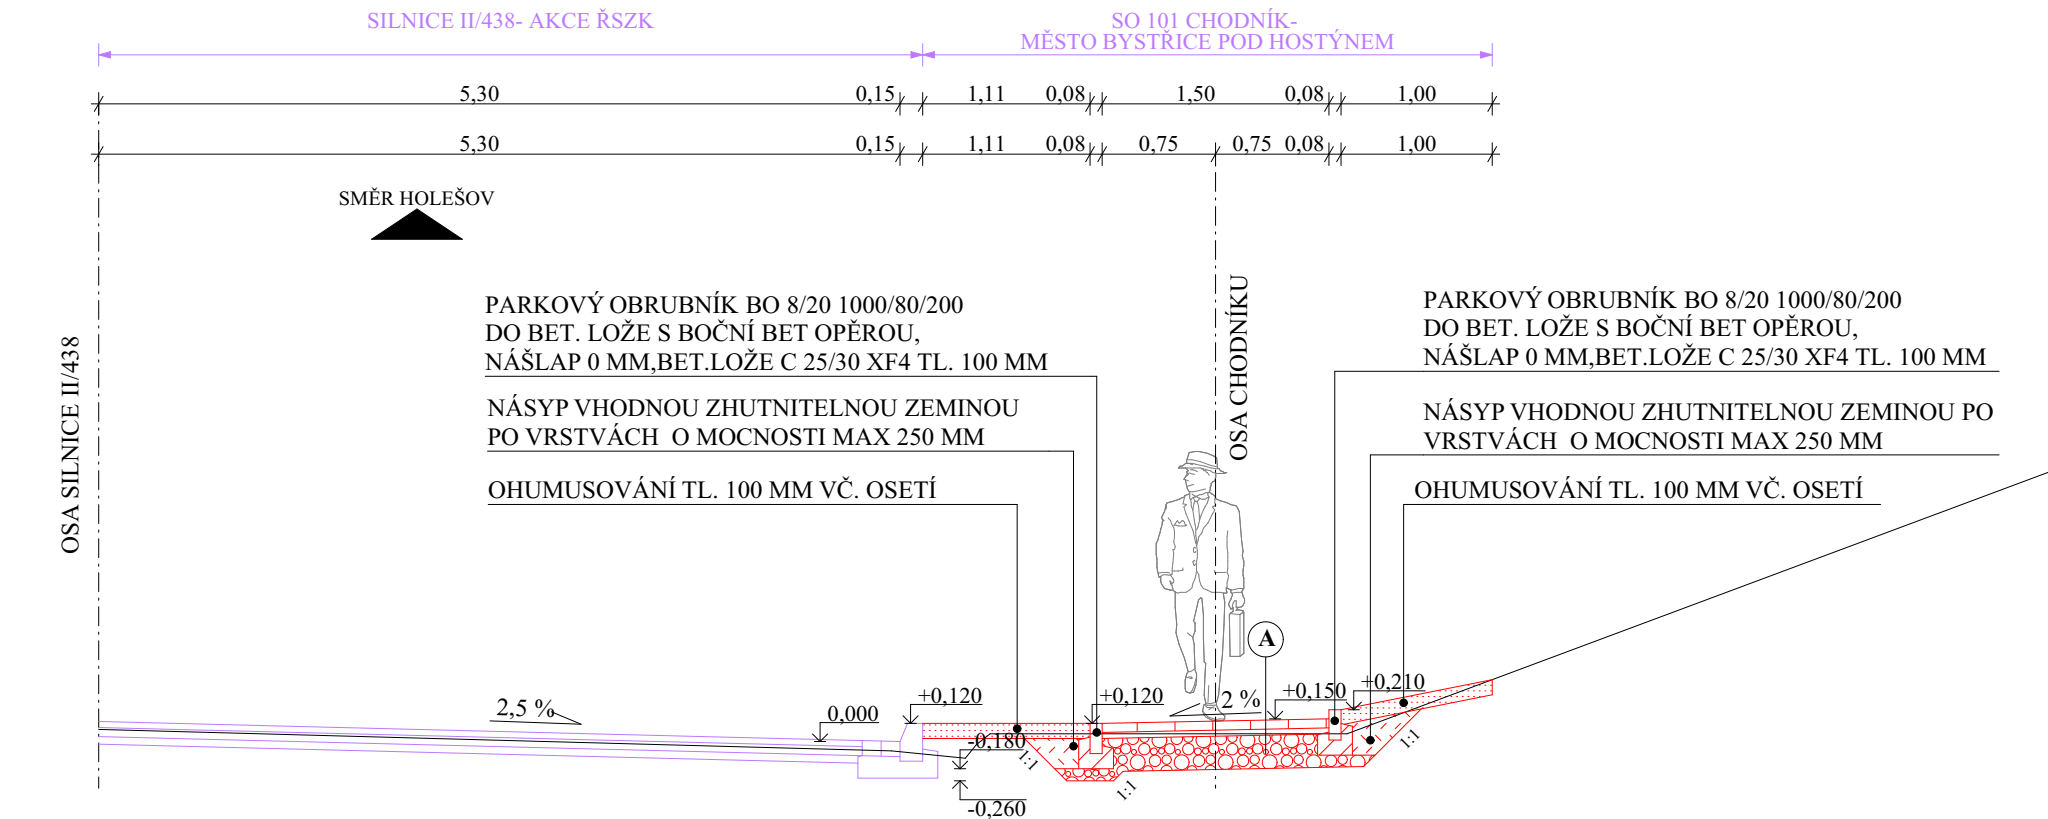 SILNICE II/438- AKCE ŘSZK
SO 101 CHODNÍK-
MĚSTO BYSTŘICE POD HOSTÝNEM
5,30 0,15 1,11 0,08 1,50 0,08 1,00
5,30 0,15 1,11 0,08 0,75 0,75 0,08 1,00
SMĚR HOLEŠOV
OSA SILNICE II/438
PARKOVÝ OBRUBNÍK BO 8/20 1000/80/200
DO BET. LOŽE S BOČNÍ BET OPĚROU,
NÁŠLAP 0 MM,BET.LOŽE C 25/30 XF4 TL. 100 MM
NÁSYP VHODNOU ZHUTNITELNOU ZEMINOU
PO VRSTVÁCH O MOCNOSTI MAX 250 MM
OHUMUSOVÁNÍ TL. 100 MM VČ. OSETÍ
OSA CHODNÍKU
PARKOVÝ OBRUBNÍK BO 8/20 1000/80/200
DO BET. LOŽE S BOČNÍ BET OPĚROU,
NÁŠLAP 0 MM,BET.LOŽE C 25/30 XF4 TL. 100 MM
NÁSYP VHODNOU ZHUTNITELNOU ZEMINOU PO
VRSTVÁCH O MOCNOSTI MAX 250 MM
OHUMUSOVÁNÍ TL. 100 MM VČ. OSETÍ
A
2,5 %
0,000
+0,120
+0,120
2 %
+0,150
+0,210
-0,180
1:1
1:1
1:1
-0,260